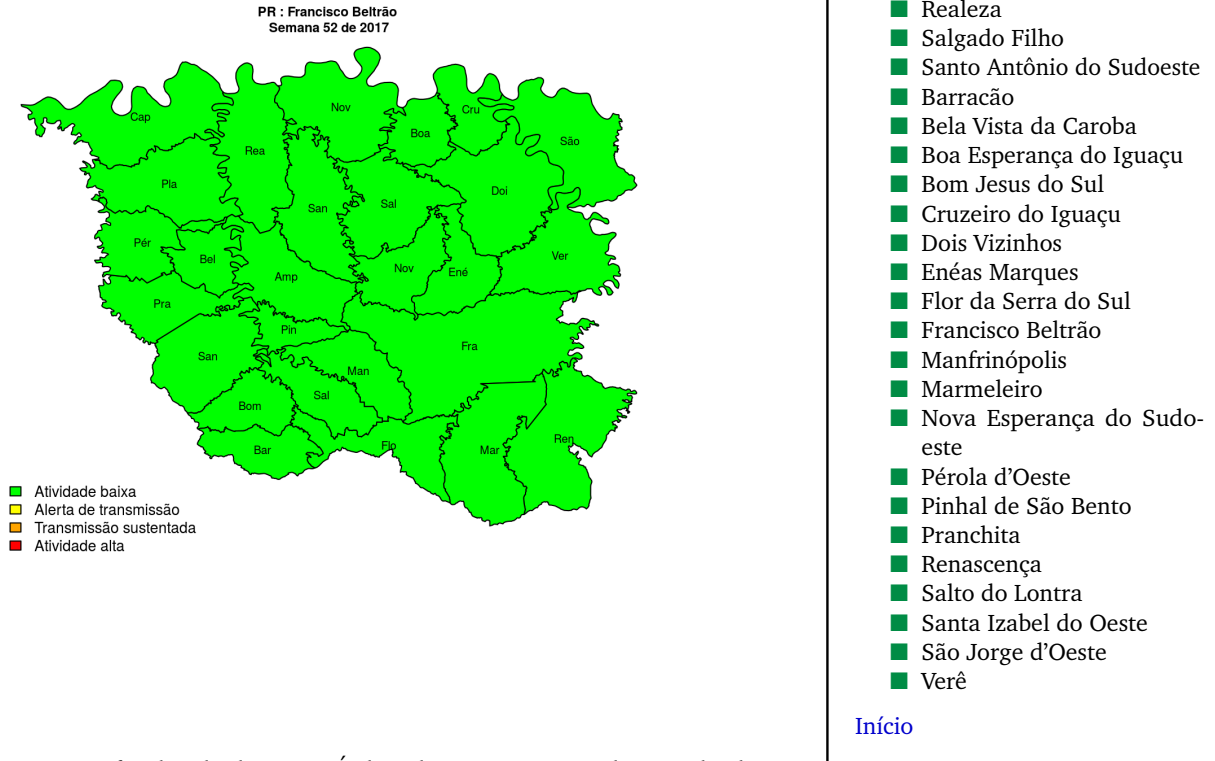 PR : Francisco Beltrão
Semana 52 de 2017
Cap
Nov
Cru
Boa
São
Rea
Pla
Doi
San
Sal
Pér
Bel
Ver
Nov
Ené
Amp
Pra
Pin
Fra
San
Man
Sal
Bom
Ren
Flo
Bar
Mar
Atividade baixa
Alerta de transmissão
Transmissão sustentada
Atividade alta
Realeza
Salgado Filho
Santo Antônio do Sudoeste
Barracão
Bela Vista da Caroba
Boa Esperança do Iguaçu
Bom Jesus do Sul
Cruzeiro do Iguaçu
Dois Vizinhos
Enéas Marques
Flor da Serra do Sul
Francisco Beltrão
Manfrinópolis
Marmeleiro
Nova Esperança do Sudo-
este
Pérola d’Oeste
Pinhal de São Bento
Pranchita
Renascença
Salto do Lontra
Santa Izabel do Oeste
São Jorge d’Oeste
Verê
Início